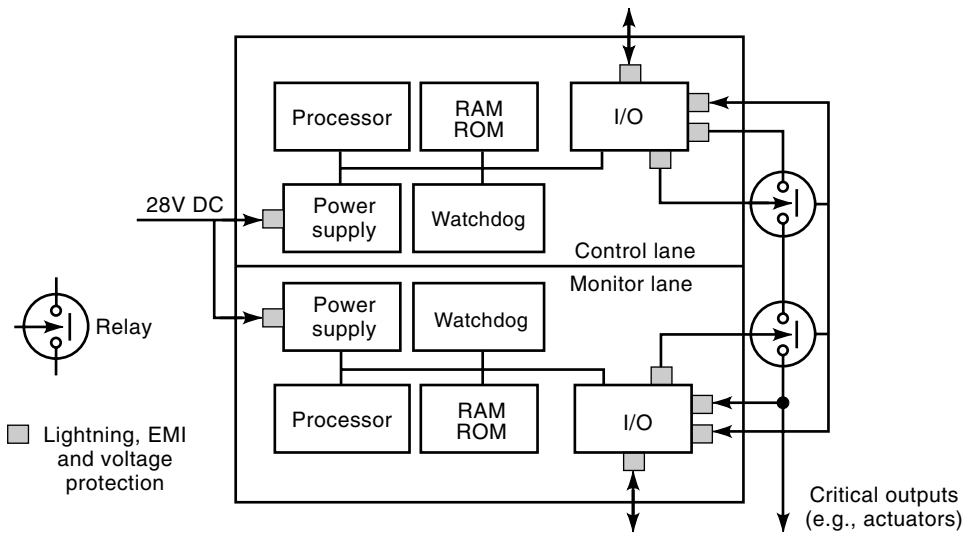 Processor
RAM
ROM
I/O
28V DC
Power
supply
Watchdog
Control lane
Monitor lane
Power
supply
Watchdog
Relay
Processor
RAM
ROM
I/O
Lightning, EMI
and voltage
protection
Critical outputs
(e.g., actuators)